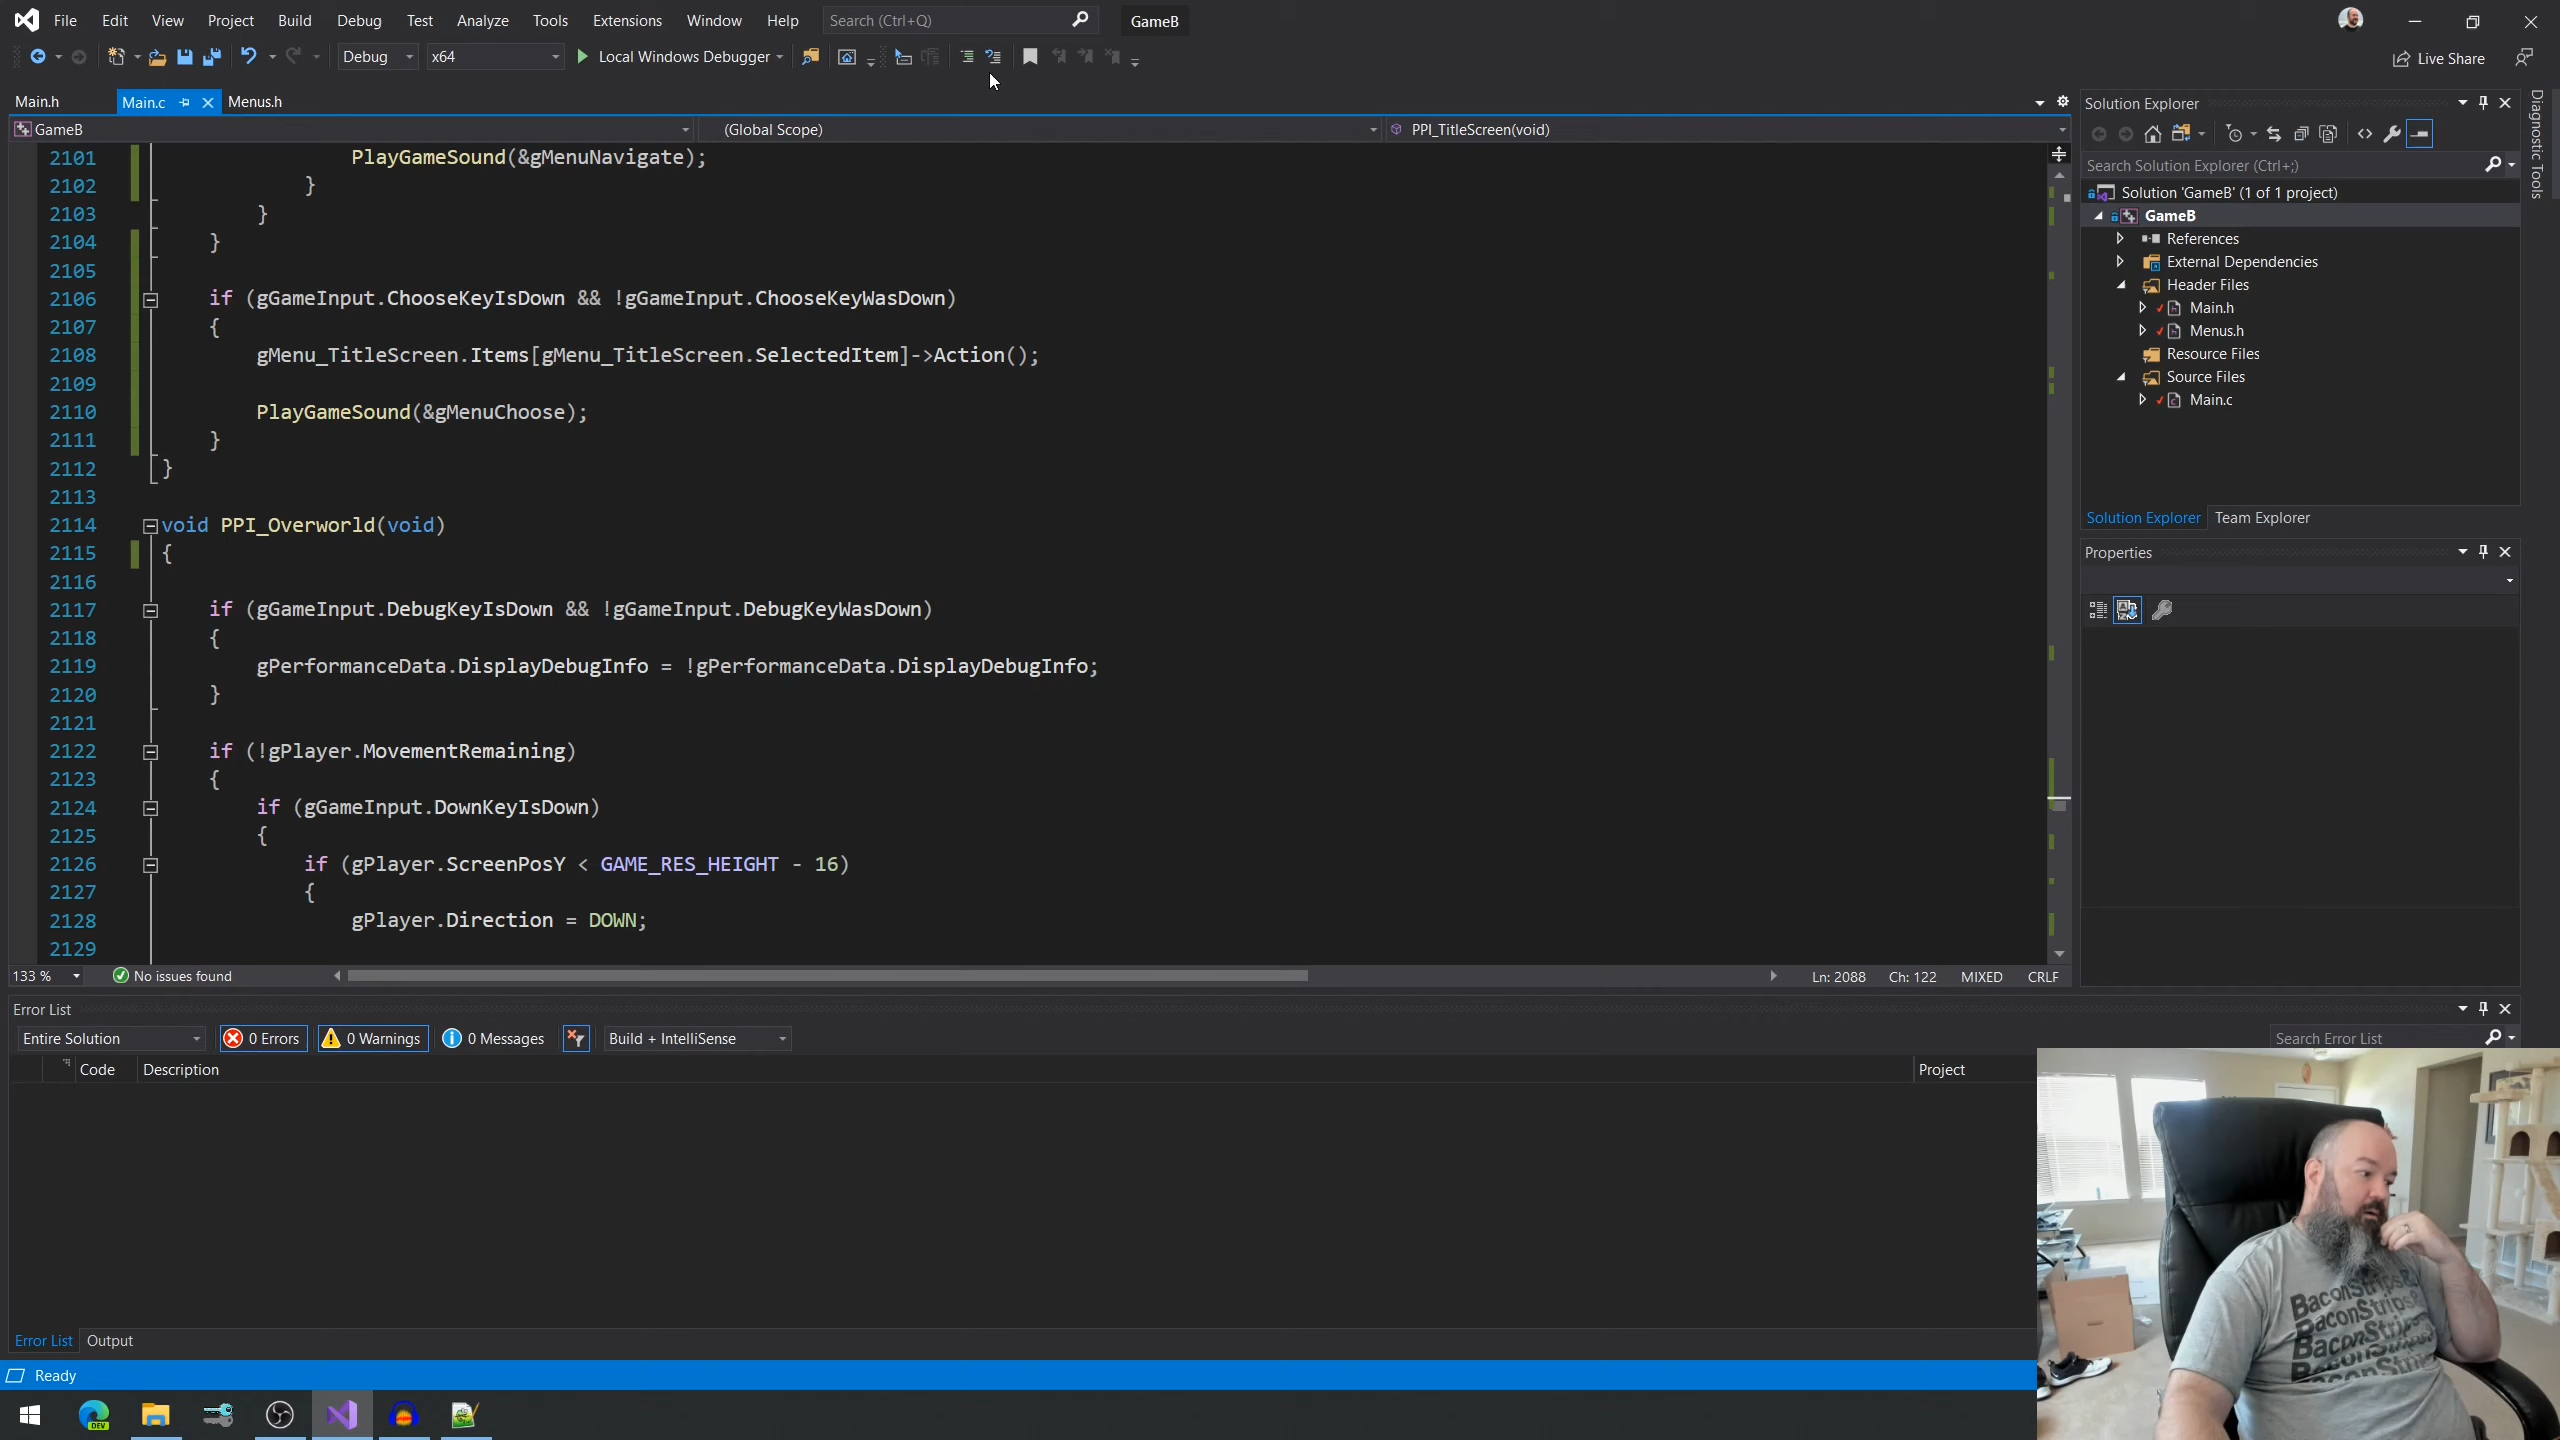 File Edit View Project Build Debug Test Analyze Tools Extensions Window Help Search (Ctrl+Q) GameB
Debug x64 Local Windows Debugger Live Share
Main.h Main.c Menus.h
GameB (Global Scope) PPI_TitleScreen(void)
2101 PlayGameSound(&gMenuNavigate);
2102 }
2103 }
2104 }
2105
2106 if (gGameInput.ChooseKeyIsDown && !gGameInput.ChooseKeyWasDown)
2107 {
2108 gMenu_TitleScreen.Items[gMenu_TitleScreen.SelectedItem]->Action();
2109
2110 PlayGameSound(&gMenuChoose);
2111 }
2112 }
2113
2114 void PPI_Overworld(void)
2115 {
2116
2117 if (gGameInput.DebugKeyIsDown && !gGameInput.DebugKeyWasDown)
2118 {
2119 gPerformanceData.DisplayDebugInfo = !gPerformanceData.DisplayDebugInfo;
2120 }
2121
2122 if (!gPlayer.MovementRemaining)
2123 {
2124 if (gGameInput.DownKeyIsDown)
2125 {
2126 if (gPlayer.ScreenPosY < GAME_RES_HEIGHT - 16)
2127 {
2128 gPlayer.Direction = DOWN;
2129
133 % No issues found Ln: 2088 Ch: 122 MIXED CRLF
Solution Explorer
Search Solution Explorer (Ctrl+;)
Solution 'GameB' (1 of 1 project)
GameB
References
External Dependencies
Header Files
Main.h
Menus.h
Resource Files
Source Files
Main.c
Solution Explorer Team Explorer
Properties
Diagnostic Tools
Error List
Entire Solution 0 Errors 0 Warnings 0 Messages Build + IntelliSense Search Error List
Code Description Project
Error List Output
Ready
DEV
BaconStrips&
BaconStrips
BaconStrips
BaconStrip
BaconStri